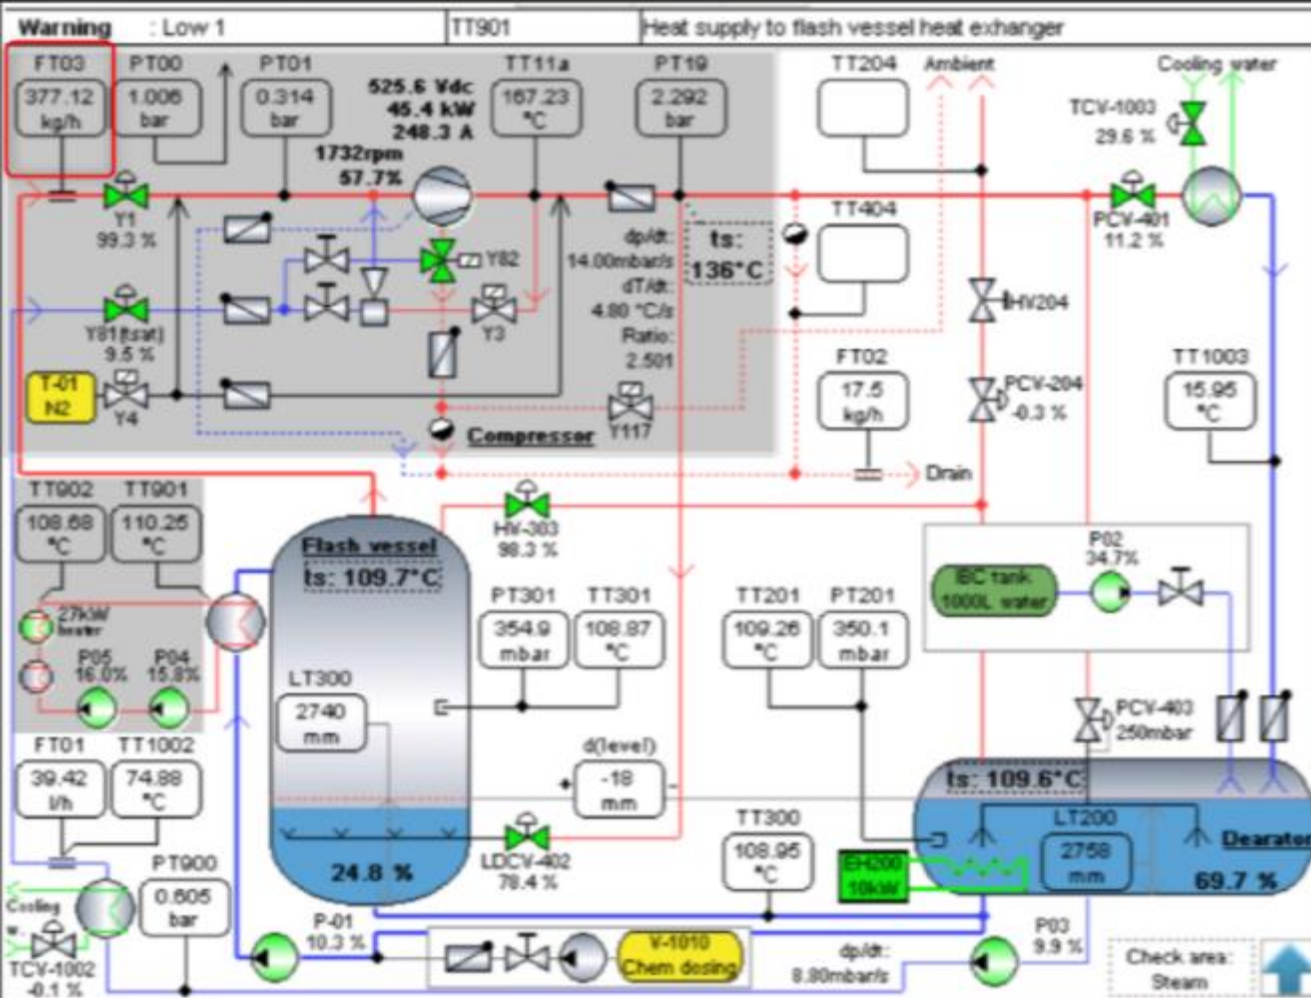 Warning : Low 1 TT901 Heat supply to flash vessel heat exhanger
FT03 PT00 PT01 525.6 Vdc TT11a PT19 TT204 Ambient Cooling water
377.12 kg/h
1.006 bar
0.314 bar
45.4 kW
248.3 A
167.23 °C
2.292 bar
TCV-1003
29.6 %
1732rpm
57.7%
Y1
99.3 %
TT404
PCV-401
11.2 %
dp/dt:
14.00mbar/s
dT/dt:
4.80 °C/s
Ratio:
2.501
ts:
136°C
Y82
Y81(tsat)
9.5 %
Y3
HV204
T-01
N2
Y4
Compressor
Y117
FT02
17.5
kg/h
PCV-204
-0.3 %
TT1003
15.95
°C
Drain
TT902 TT901
108.68 °C
110.25 °C
HV-303
98.3 %
Flash vessel
ts: 109.7°C
P02
34.7%
IBC tank
1000L water
27kW
heater
P05
16.0%
P04
15.8%
PT301
354.9
mbar
TT301
108.87
°C
TT201
109.26
°C
PT201
350.1
mbar
LT300
2740
mm
PCV-403
250mbar
FT01
39.42
l/h
TT1002
74.88
°C
d(level)
-18
mm
+ -
ts: 109.6°C
LT200
2758
mm
Dearator
69.7 %
TT300
108.95
°C
EH200
10kW
24.8 %
LDCV-402
78.4 %
PT900
0.605
bar
Cooling
w.
TCV-1002
-0.1 %
P-01
10.3 %
V-1010
Chem dosing
dp/dt:
8.80mbar/s
P03
9.9 %
Check area:
Steam